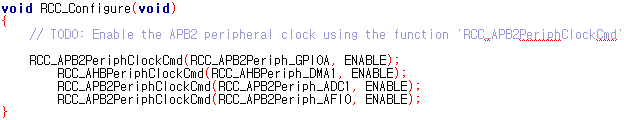 void RCC_Configure(void)
{
// TODO: Enable the APB2 peripheral clock using the function 'RCC_APB2PeriphClockCmd'
RCC_APB2PeriphClockCmd(RCC_APB2Periph_GPIOA, ENABLE);
RCC_AHBPeriphClockCmd(RCC_AHBPeriph_DMA1, ENABLE);
RCC_APB2PeriphClockCmd(RCC_APB2Periph_ADC1, ENABLE);
RCC_APB2PeriphClockCmd(RCC_APB2Periph_AFIO, ENABLE);
}